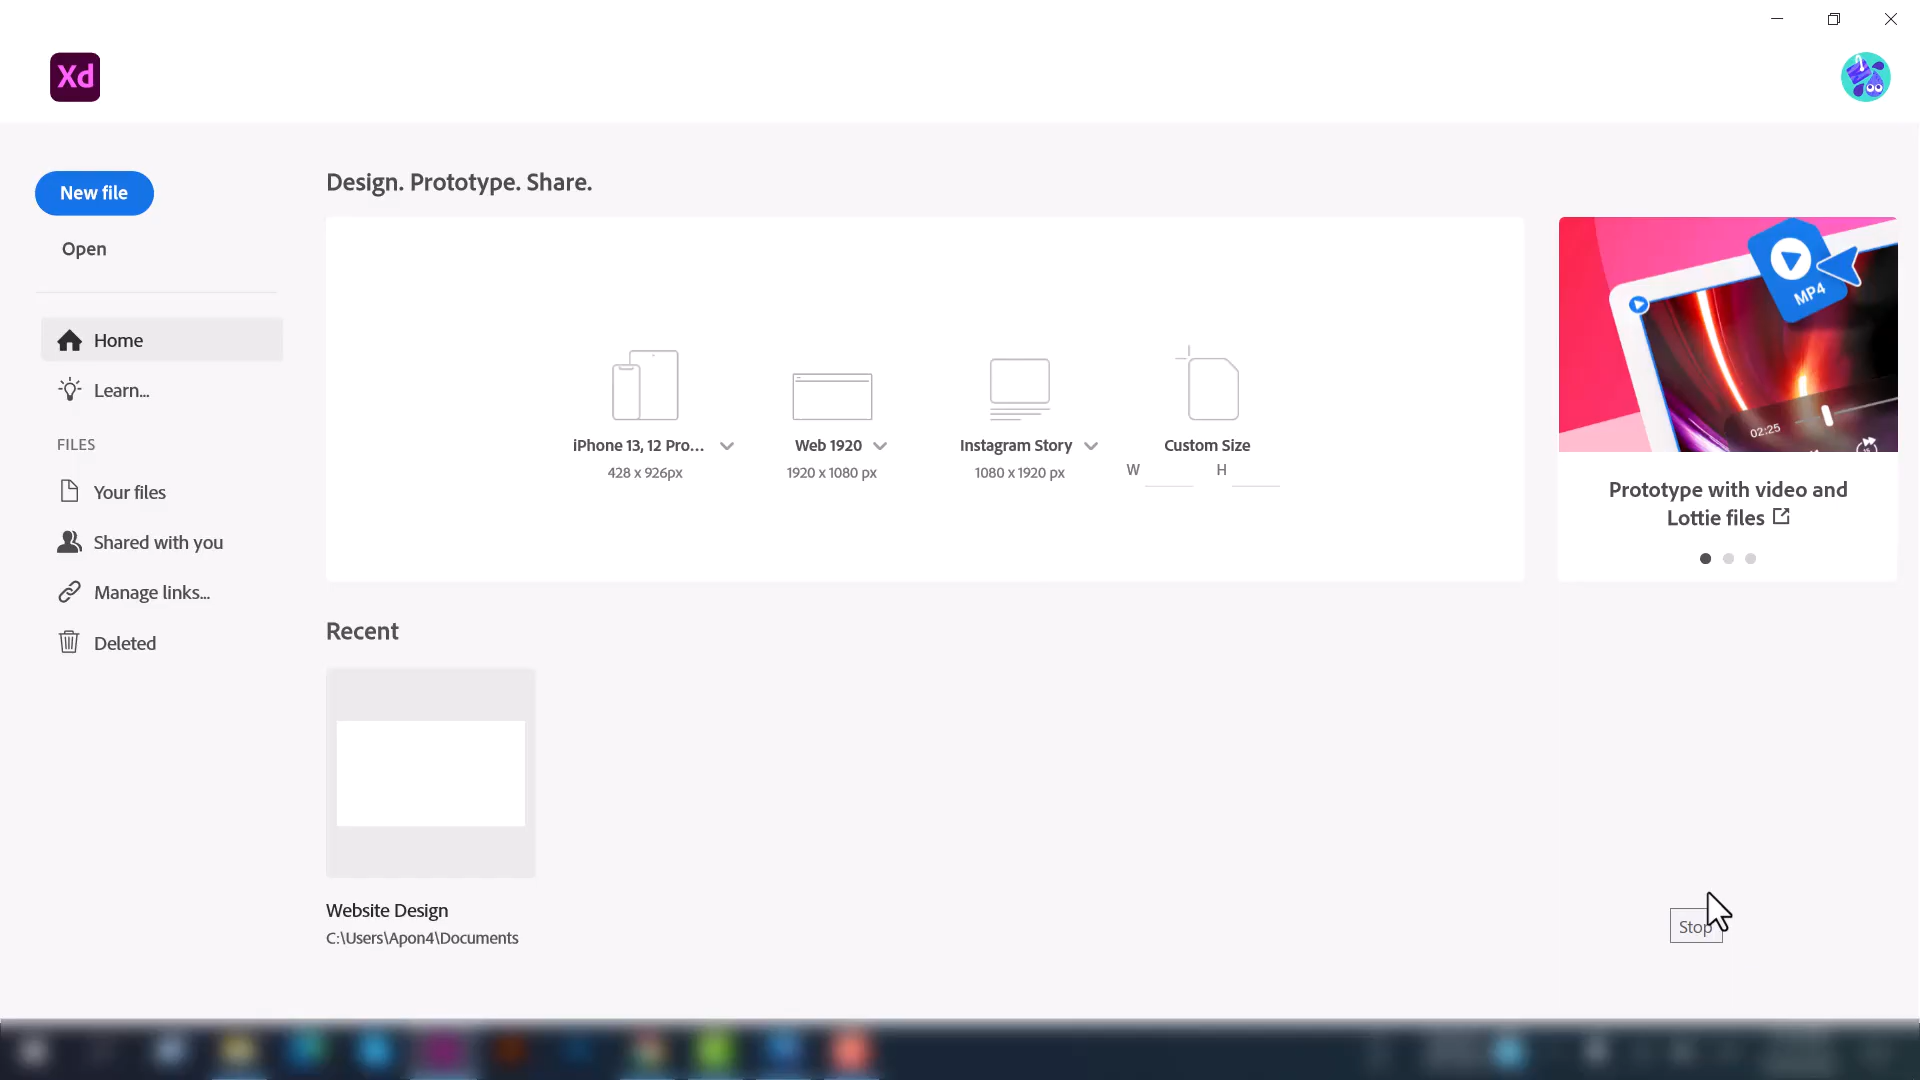 Xd
New file
Open
Home
Learn...
FILES
Your files
Shared with you
Manage links...
Deleted
Design. Prototype. Share.
iPhone 13, 12 Pro...
428 x 926px
Web 1920
1920 x 1080 px
Instagram Story
1080 x 1920 px
Custom Size
W
H
MP4
02:25
Prototype with video and
Lottie files
Recent
Website Design
C:\Users\Apon4\Documents
Stop